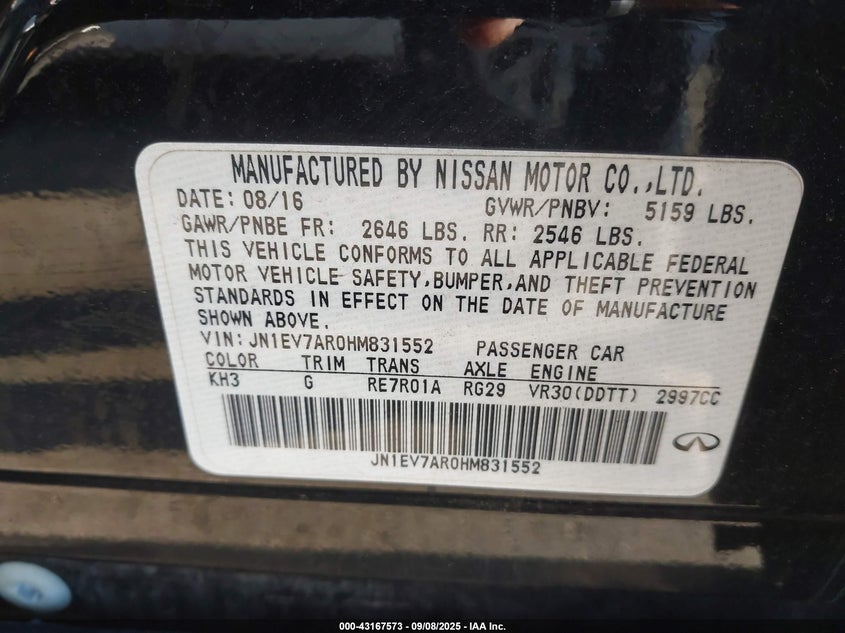 MANUFACTURED BY NISSAN MOTOR CO.,LTD.
DATE: 08/16 GVWR/PNBV: 5159 LBS.
GAWR/PNBE FR: 2646 LBS. RR: 2546 LBS.
THIS VEHICLE CONFORMS TO ALL APPLICABLE FEDERAL
MOTOR VEHICLE SAFETY,BUMPER,AND THEFT PREVENTION
STANDARDS IN EFFECT ON THE DATE OF MANUFACTURE
SHOWN ABOVE.
VIN:JN1EV7AR0HM831552 PASSENGER CAR
COLOR TRIM TRANS AXLE ENGINE
KH3 G RE7R01A RG29 VR30(DDTT) 2997CC
JN1EV7AR0HM831552
000-43167573 - 09/08/2025 - IAA Inc.